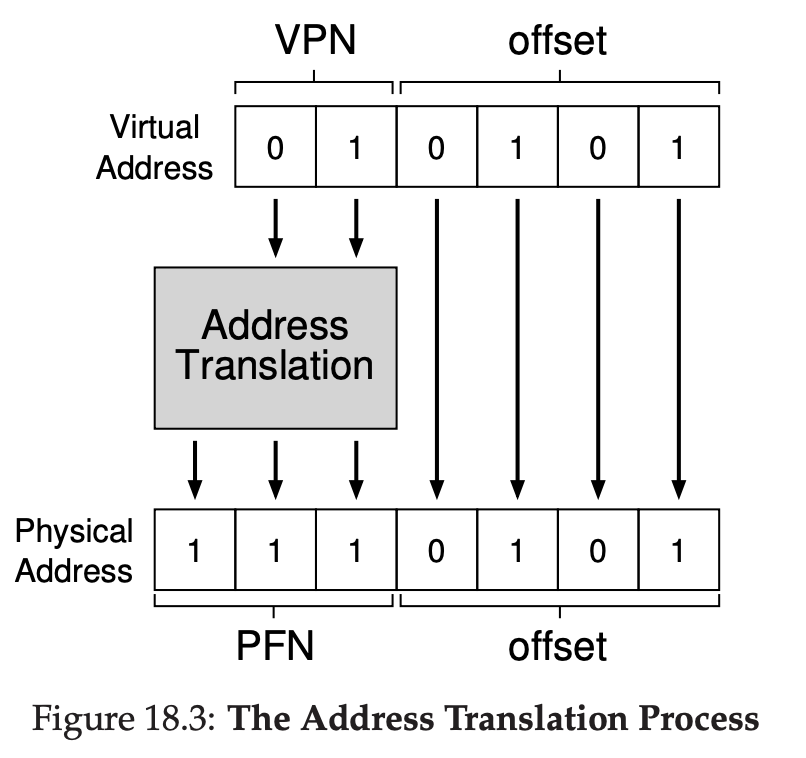 VPN offset
Virtual
Address
0 1 0 1 0 1
Address
Translation
Physical
Address
1 1 1 0 1 0 1
PFN offset
Figure 18.3: The Address Translation Process